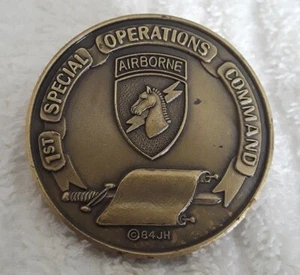 1ST SPECIAL OPERATIONS COMMAND
AIRBORNE
©84JH